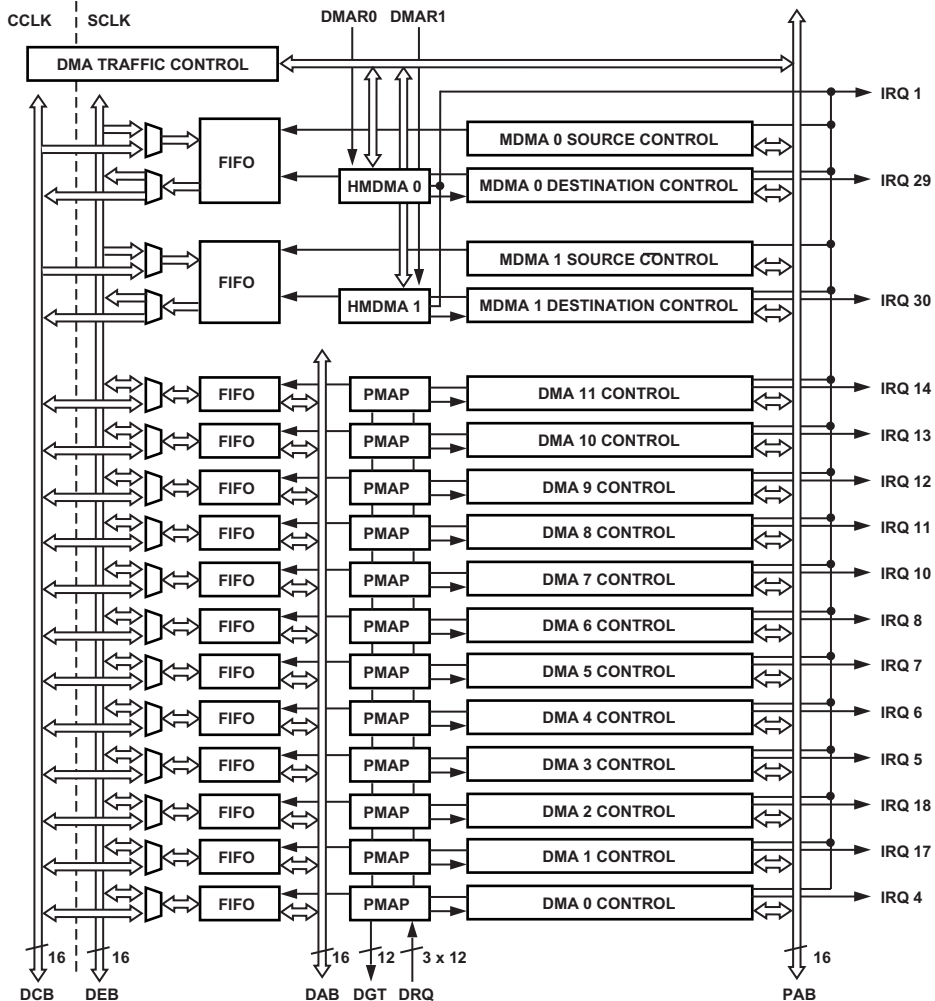 CCLK SCLK DMAR0 DMAR1
DMA TRAFFIC CONTROL
IRQ 1
FIFO
MDMA 0 SOURCE CONTROL
HMDMA 0 MDMA 0 DESTINATION CONTROL IRQ 29
FIFO
MDMA 1 SOURCE CONTROL
HMDMA 1 MDMA 1 DESTINATION CONTROL IRQ 30
FIFO PMAP DMA 11 CONTROL IRQ 14
FIFO PMAP DMA 10 CONTROL IRQ 13
FIFO PMAP DMA 9 CONTROL IRQ 12
FIFO PMAP DMA 8 CONTROL IRQ 11
FIFO PMAP DMA 7 CONTROL IRQ 10
FIFO PMAP DMA 6 CONTROL IRQ 8
FIFO PMAP DMA 5 CONTROL IRQ 7
FIFO PMAP DMA 4 CONTROL IRQ 6
FIFO PMAP DMA 3 CONTROL IRQ 5
FIFO PMAP DMA 2 CONTROL IRQ 18
FIFO PMAP DMA 1 CONTROL IRQ 17
FIFO PMAP DMA 0 CONTROL IRQ 4
16 16 16 12 3 x 12 16
DCB DEB DAB DGT DRQ PAB